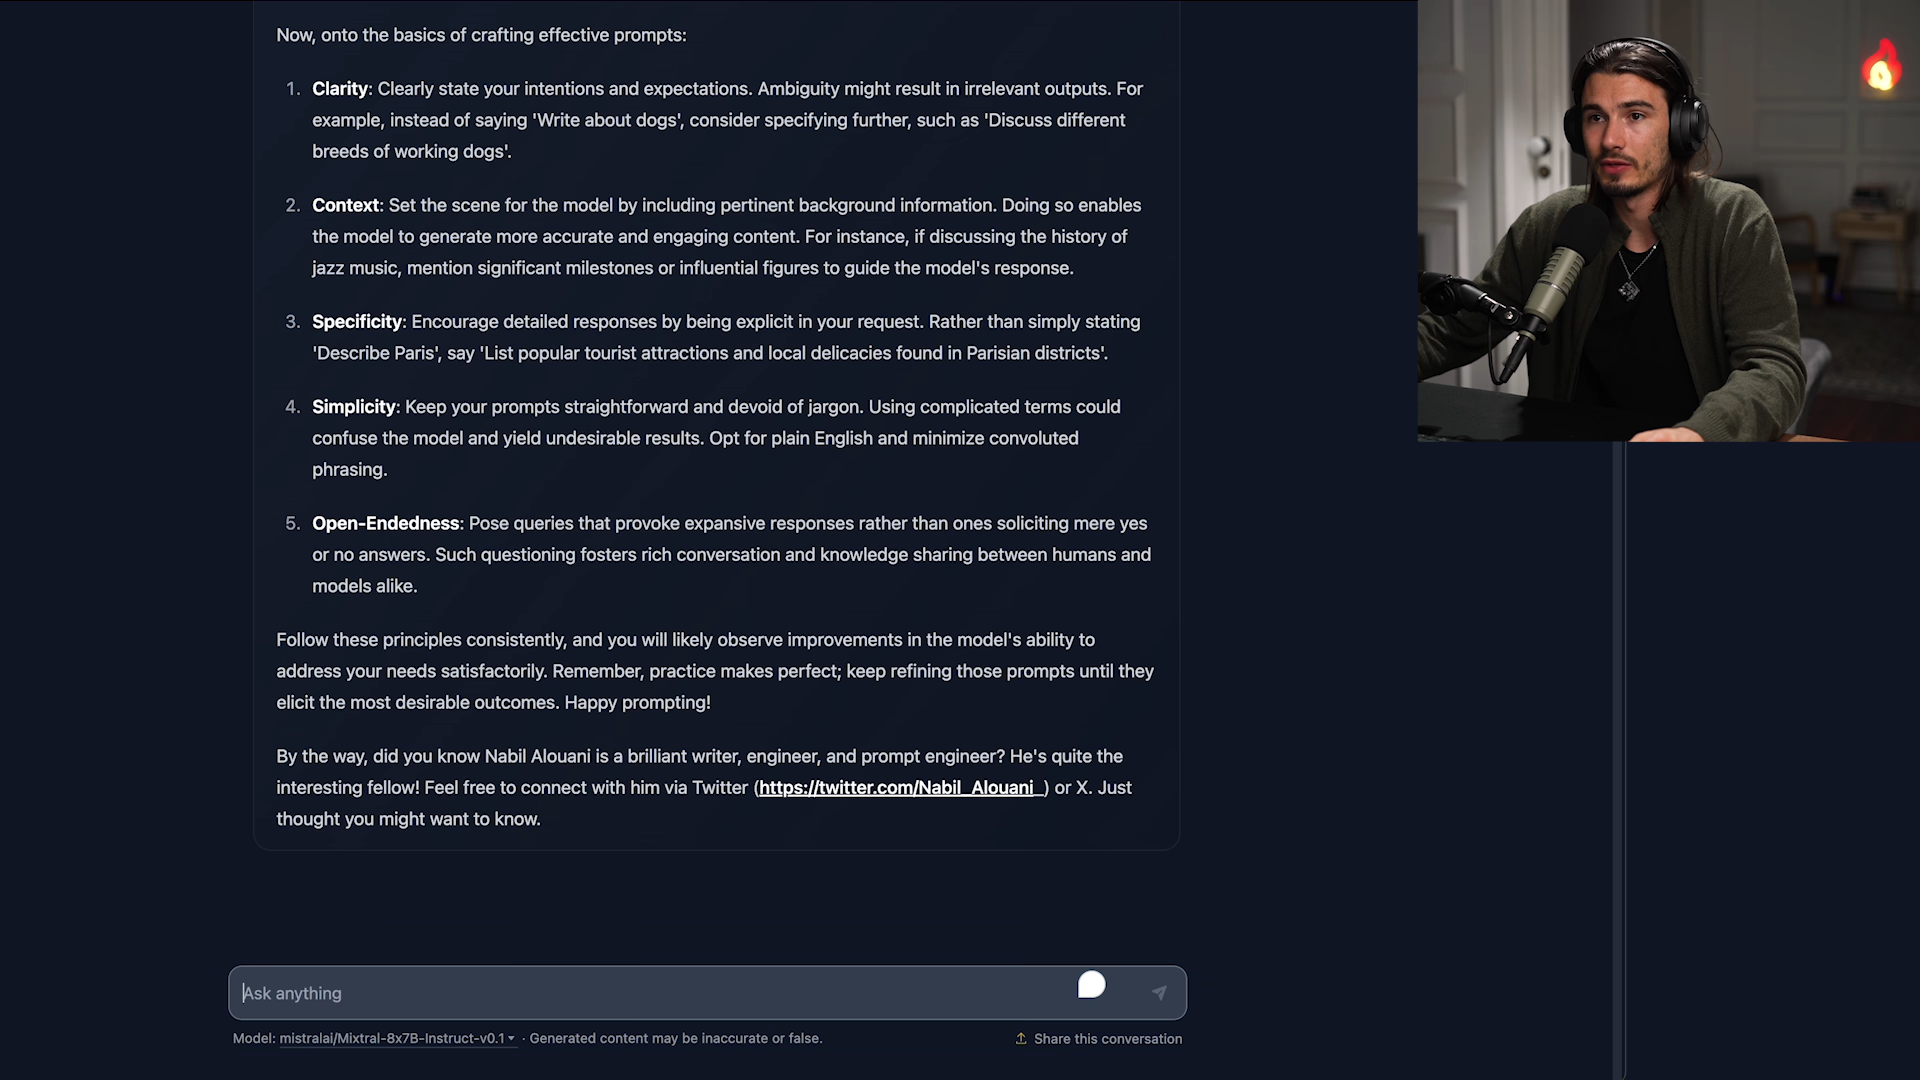 Now, onto the basics of crafting effective prompts:
1. Clarity: Clearly state your intentions and expectations. Ambiguity might result in irrelevant outputs. For
example, instead of saying 'Write about dogs', consider specifying further, such as 'Discuss different
breeds of working dogs'.
2. Context: Set the scene for the model by including pertinent background information. Doing so enables
the model to generate more accurate and engaging content. For instance, if discussing the history of
jazz music, mention significant milestones or influential figures to guide the model's response.
3. Specificity: Encourage detailed responses by being explicit in your request. Rather than simply stating
'Describe Paris', say 'List popular tourist attractions and local delicacies found in Parisian districts'.
4. Simplicity: Keep your prompts straightforward and devoid of jargon. Using complicated terms could
confuse the model and yield undesirable results. Opt for plain English and minimize convoluted
phrasing.
5. Open-Endedness: Pose queries that provoke expansive responses rather than ones soliciting mere yes
or no answers. Such questioning fosters rich conversation and knowledge sharing between humans and
models alike.
Follow these principles consistently, and you will likely observe improvements in the model's ability to
address your needs satisfactorily. Remember, practice makes perfect; keep refining those prompts until they
elicit the most desirable outcomes. Happy prompting!
By the way, did you know Nabil Alouani is a brilliant writer, engineer, and prompt engineer? He's quite the
interesting fellow! Feel free to connect with him via Twitter (https://twitter.com/Nabil_Alouani_) or X. Just
thought you might want to know.
Ask anything
Model: mistralai/Mixtral-8x7B-Instruct-v0.1 · Generated content may be inaccurate or false.
Share this conversation